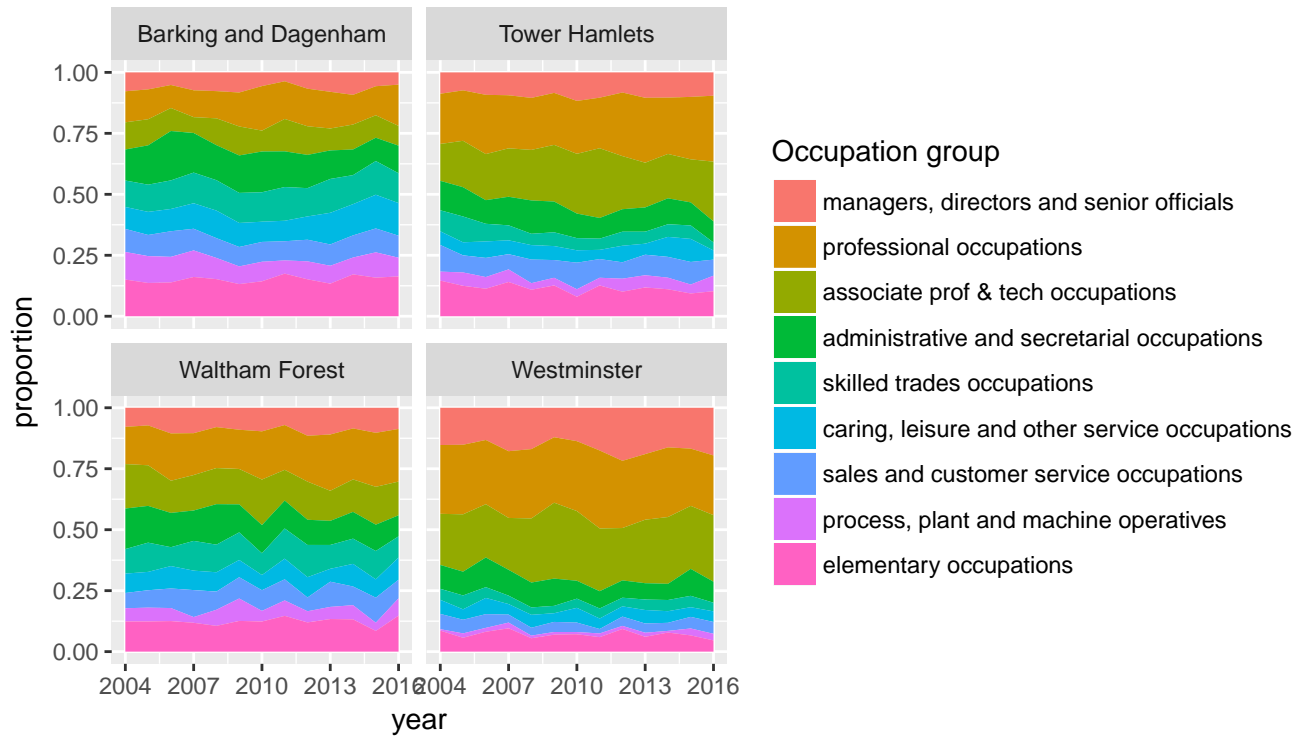 Barking and Dagenham
Tower Hamlets
1.00
0.75
0.50
0.25
0.00
Waltham Forest
Westminster
1.00
0.75
0.50
0.25
0.00
2004 2007 2010 2013 2016
2004 2007 2010 2013 2016
year
proportion
Occupation group
managers, directors and senior officials
professional occupations
associate prof & tech occupations
administrative and secretarial occupations
skilled trades occupations
caring, leisure and other service occupations
sales and customer service occupations
process, plant and machine operatives
elementary occupations